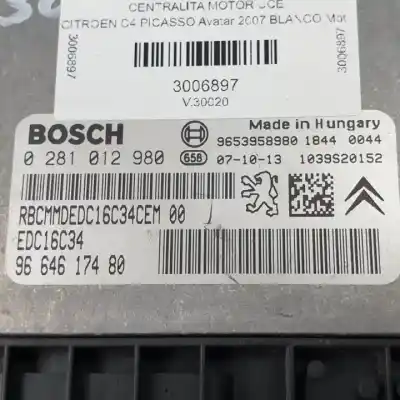 CENTRALITA MOTOR UCE
CITROEN C4 PICASSO Avatar 2007 BLANCO Mot
3006897
V.30020
3006897
3006897
BOSCH
Made in Hungary
9653958980 1844 0044
0 281 012 980 658 07-10-13 1039S20152
RBCMMDEDC16C34CEM 00
EDC16C34
96 646 174 80